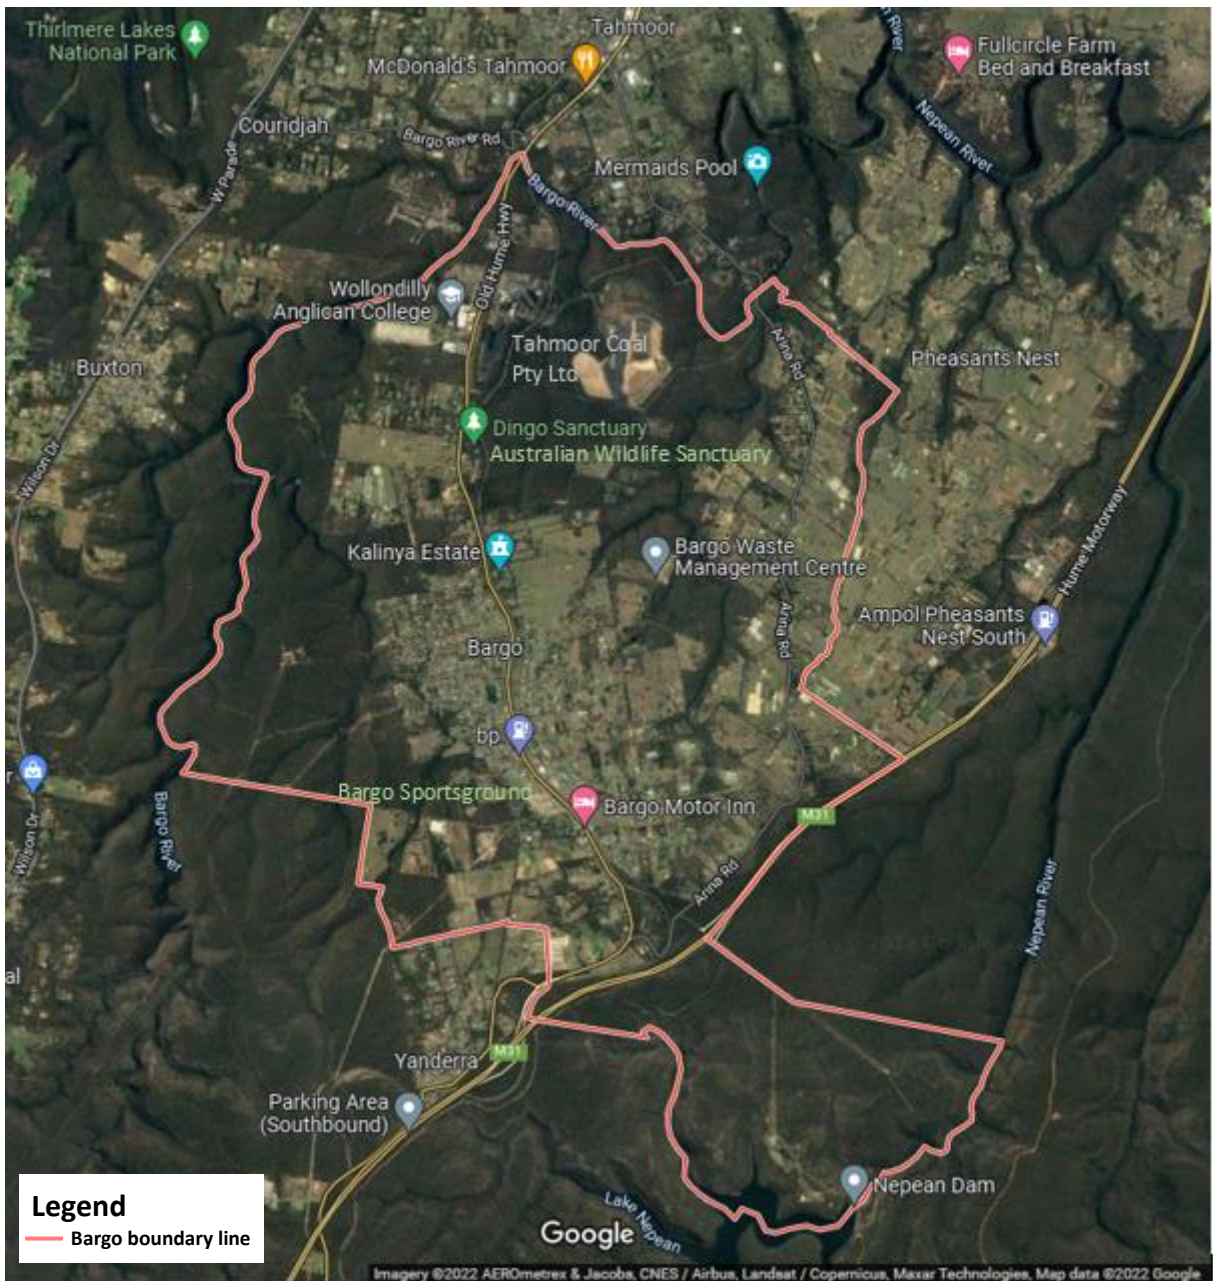 Tahmoor
Thirlmere Lakes
National Park
n River
Fullcircle Farm
Bed and Breakfast
McDonald's Tahmoor
Couridjah
Bargo River Rd
Nepean River
W Parade
Mermaids Pool
Bargo River
Old Hume Hwy
Wollondilly
Anglican College
Tahmoor Coal
Pty Ltd
Arina Rd
Pheasants Nest
Buxton
Dingo Sanctuary
Australian Wildlife Sanctuary
Wilson Dr
Hume Motorway
Kalinya Estate
Bargo Waste
Management Centre
Arina Rd
Ampol Pheasants
Nest South
Bargo
bp
r
Bargo Sportsground
Bargo Motor Inn
M31
Bargo River
Wilson Dr
Arina Rd
Nepean River
al
Yanderra
M31
Parking Area
(Southbound)
Nepean Dam
Lake Nepean
Legend
Bargo boundary line
Google
Imagery ©2022 AEROmetrex & Jacobs, CNES / Airbus, Landsat / Copernicus, Maxar Technologies, Map data ©2022 Google